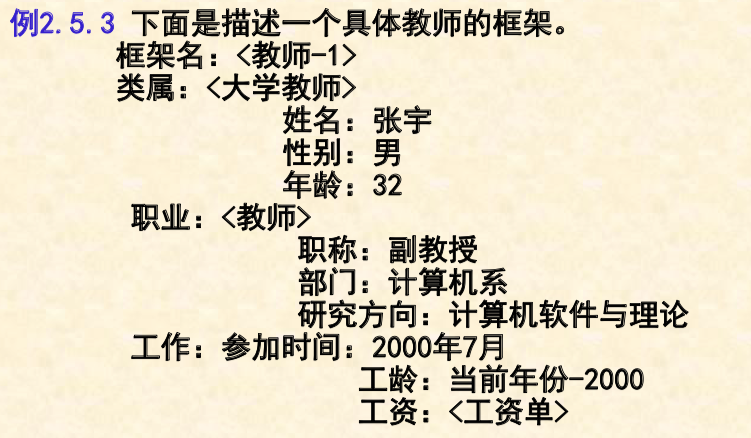 例2.5.3 下面是描述一个具体教师的框架。
框架名：<教师-1>
类属：<大学教师>
姓名：张宇
性别：男
年龄：32
职业：<教师>
职称：副教授
部门：计算机系
研究方向：计算机软件与理论
工作：参加时间：2000年7月
工龄：当前年份-2000
工资：<工资单>